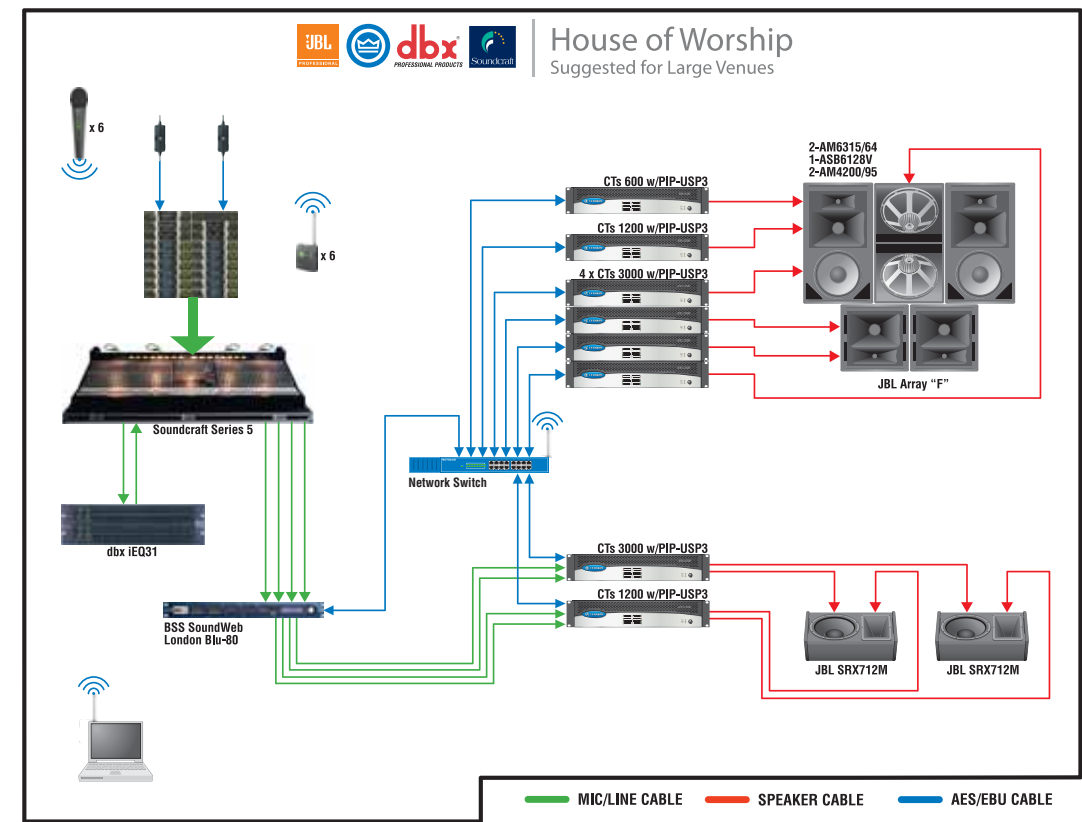 JBL
PROFESSIONAL
dbx
PROFESSIONAL PRODUCTS
Soundcraft
House of Worship
Suggested for Large Venues
x 6
x 6
Soundcraft Series 5
dbx iEQ31
BSS SoundWeb
London Blu-80
Network Switch
CTs 600 w/PIP-USP3
CTs 1200 w/PIP-USP3
4 x CTs 3000 w/PIP-USP3
2-AM6315/64
1-ASB6128V
2-AM4200/95
JBL Array “F”
CTs 3000 w/PIP-USP3
CTs 1200 w/PIP-USP3
JBL SRX712M
JBL SRX712M
MIC/LINE CABLE
SPEAKER CABLE
AES/EBU CABLE